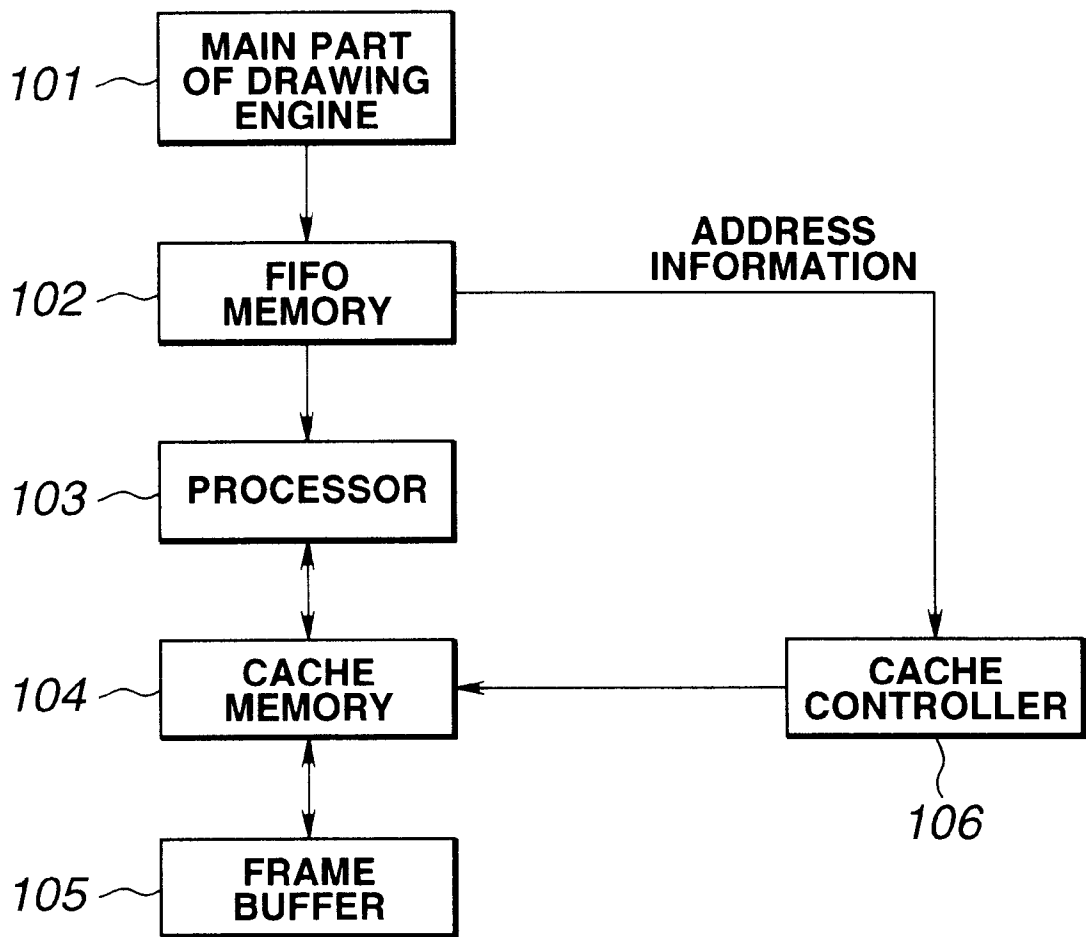 101
MAIN PART
OF DRAWING
ENGINE
102
FIFO
MEMORY
ADDRESS
INFORMATION
103
PROCESSOR
104
CACHE
MEMORY
CACHE
CONTROLLER
106
105
FRAME
BUFFER